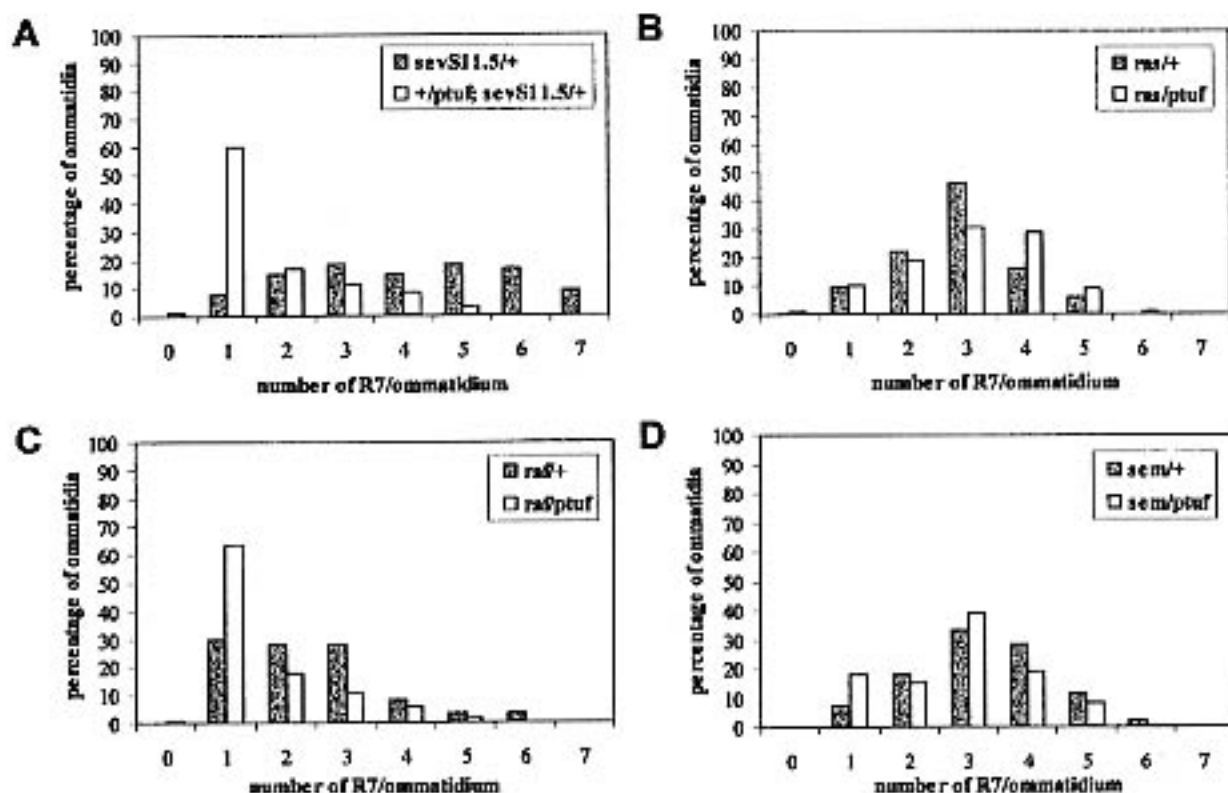 A
percentage of ommatidia
100
90
80
70
60
50
40
30
20
10
0
sevS11.5/+
+/ptuf; sevS11.5/+
0 1 2 3 4 5 6 7
number of R7/ommatidium
B
percentage of ommatidia
100
90
80
70
60
50
40
30
20
10
0
ras/+
ras/ptuf
0 1 2 3 4 5 6 7
number of R7/ommatidium
C
percentage of ommatidia
100
90
80
70
60
50
40
30
20
10
0
raf/+
raf/ptuf
0 1 2 3 4 5 6 7
number of R7/ommatidium
D
percentage of ommatidia
100
90
80
70
60
50
40
30
20
10
0
sem/+
sem/ptuf
0 1 2 3 4 5 6 7
number of R7/ommatidium